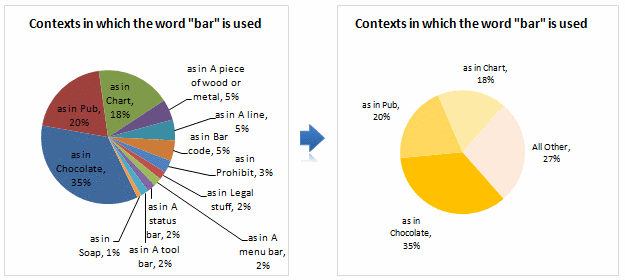 Contexts in which the word "bar" is used
as in Chart,
18%
as in A piece
of wood or
metal, 5%
as in A line,
5%
as in Bar
code, 5%
as in
Prohibit, 3%
as in Legal
stuff, 2%
as in A
menu bar,
2%
as in A
status
bar, 2%
as in A tool
bar, 2%
as in
Soap, 1%
as in
Chocolate,
35%
as in Pub,
20%
Contexts in which the word "bar" is used
as in Chart,
18%
All Other,
27%
as in
Chocolate,
35%
as in Pub,
20%